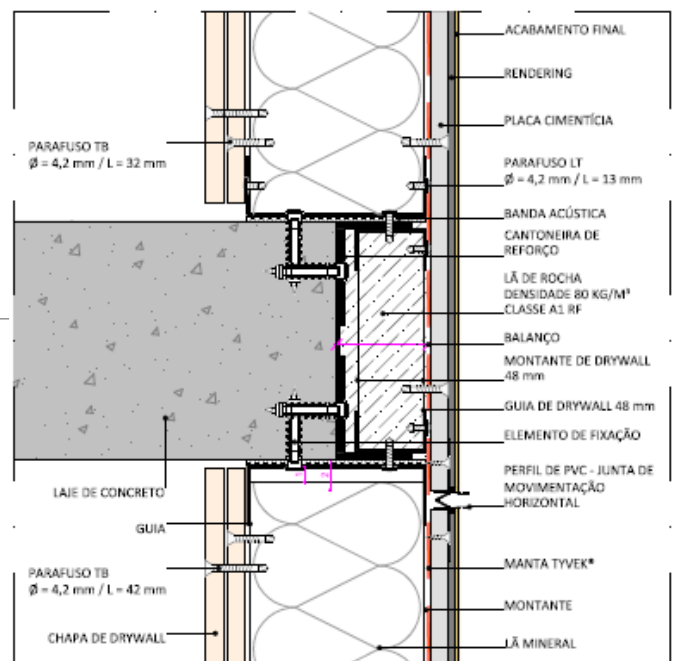 PARAFUSO TB
Ø = 4,2 mm / L = 32 mm
LAJE DE CONCRETO
GUIA
PARAFUSO TB
Ø = 4,2 mm / L = 42 mm
CHAPA DE DRYWALL
ACABAMENTO FINAL
RENDERING
PLACA CIMENTÍCIA
PARAFUSO LT
Ø = 4,2 mm / L = 13 mm
BANDA ACÚSTICA
CANTONEIRA DE
REFORÇO
LÃ DE ROCHA
DENSIDADE 80 KG/M³
CLASSE A1 RF
BALANÇO
MONTANTE DE DRYWALL
48 mm
GUIA DE DRYWALL 48 mm
ELEMENTO DE FIXAÇÃO
PERFIL DE PVC - JUNTA DE
MOVIMENTAÇÃO
HORIZONTAL
MANTA TYVEK®
MONTANTE
LÃ MINERAL